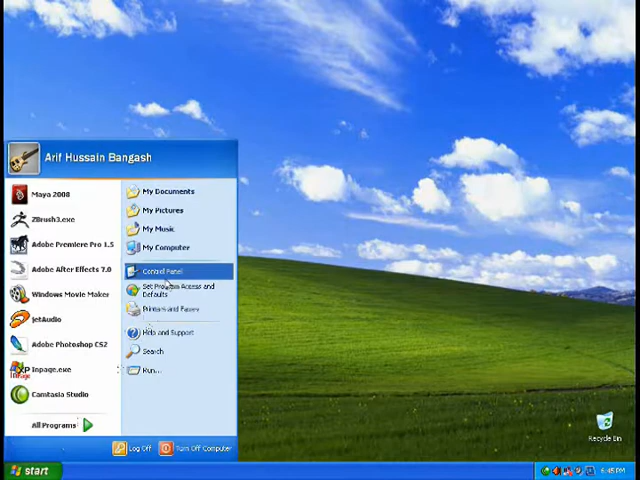 Arif Hussain Bangash
Maya 2008
ZBrush3.exe
Adobe Premiere Pro 1.5
Adobe After Effects 7.0
Windows Movie Maker
jetAudio
Adobe Photoshop CS2
Inpage.exe
Camtasia Studio
All Programs
My Documents
My Pictures
My Music
My Computer
Control Panel
Set Program Access and
Defaults
Printers and Faxes
Help and Support
Search
Run...
Log Off
Turn Off Computer
Recycle Bin
start
6:45 PM